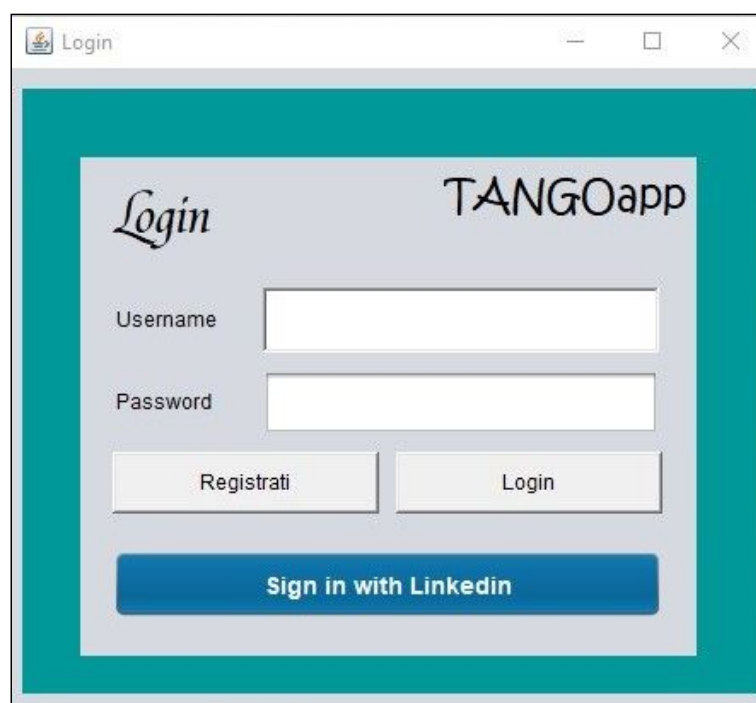 Login
Login TANGOapp
Username
Password
Registrati Login
Sign in with Linkedin